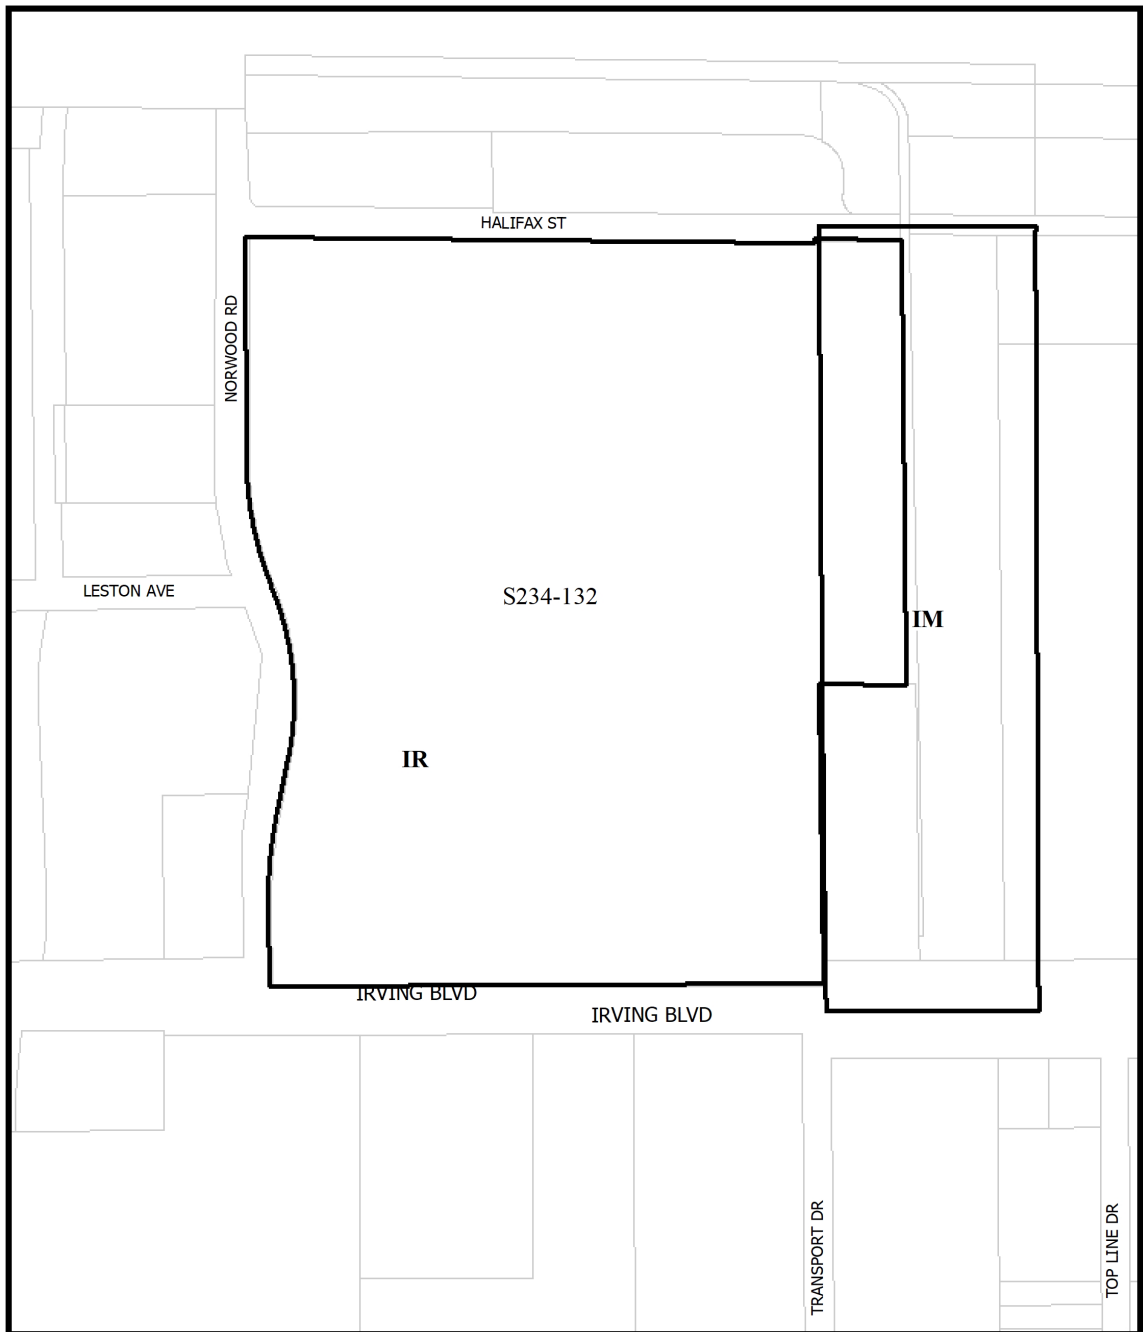 HALIFAX ST
NORWOOD RD
LESTON AVE
S234-132
IM
IR
IRVING BLVD
IRVING BLVD
TRANSPORT DR
TOP LINE DR